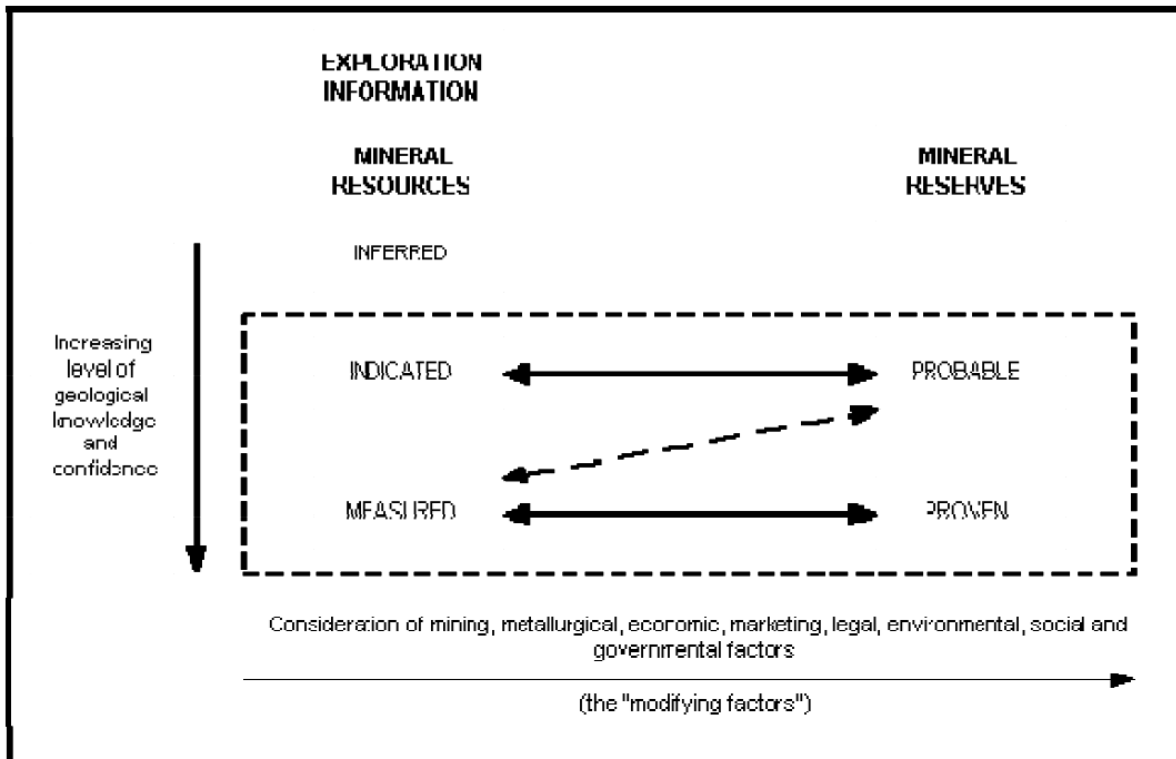 EXPLORATION
INFORMATION
MINERAL
RESOURCES
MINERAL
RESERVES
INFERRED
Increasing
level of
geological
knowledge
and
confidence
INDICATED
PROBABLE
MEASURED
PROVEN
Consideration of mining, metallurgical, economic, marketing, legal, environmental, social and
governmental factors
(the "modifying factors")